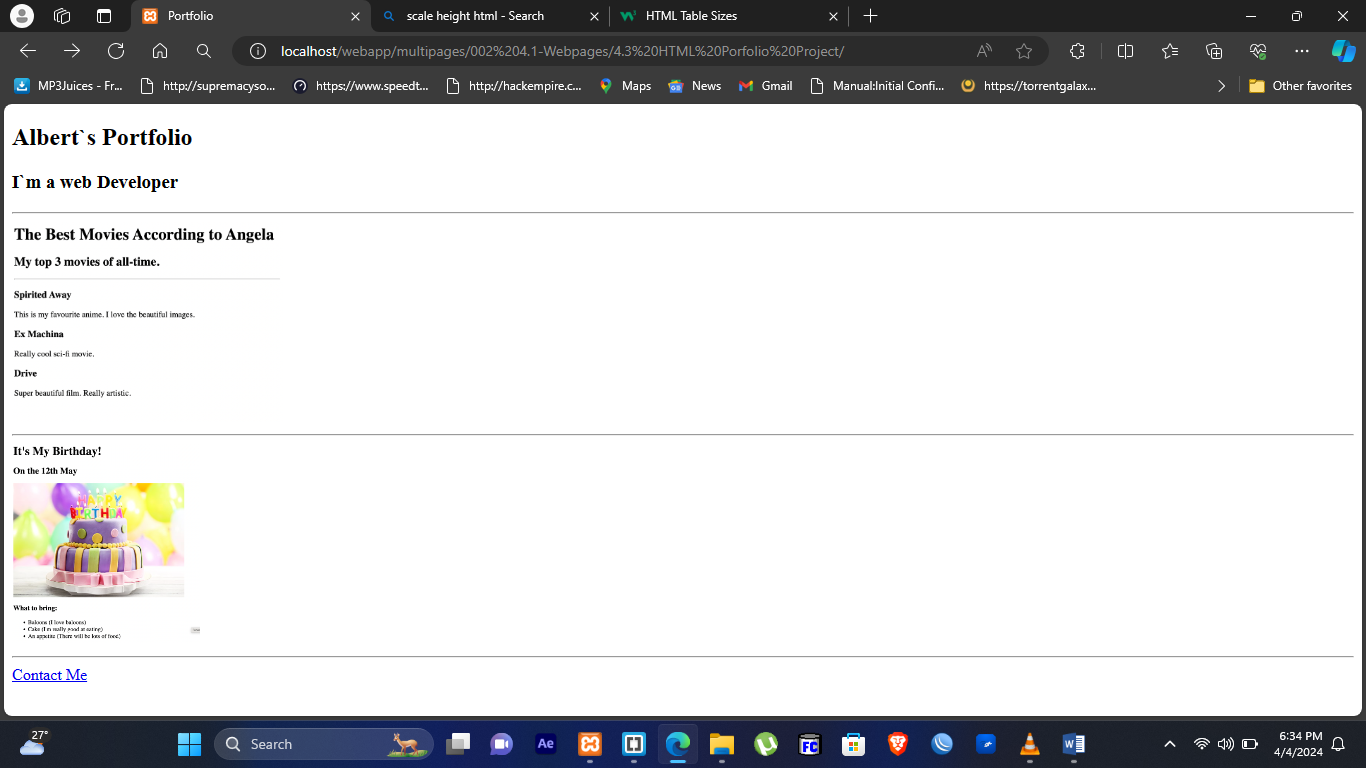 Portfolio
scale height html - Search
HTML Table Sizes
localhost/webapp/multipages/002%204.1-Webpages/4.3%20HTML%20Porfolio%20Project/
MP3Juices - Fr...
http://supremacyso...
https://www.speedt...
http://hackempire.c...
Maps
News
Gmail
Manual:Initial Confi...
https://torrentgalax...
Other favorites
Albert`s Portfolio
I`m a web Developer
The Best Movies According to Angela
My top 3 movies of all-time.
Spirited Away
This is my favourite anime. I love the beautiful images.
Ex Machina
Really cool sci-fi movie.
Drive
Super beautiful film. Really artistic.
It's My Birthday!
On the 12th May
HAPPY
BIRTHDAY
What to bring:
• Baloons (I love baloons)
• Cake (I'm really good at eating)
• An appetite (There will be lots of food)
Contact Me
27°
Search
Ae
FC
W
6:34 PM
4/4/2024